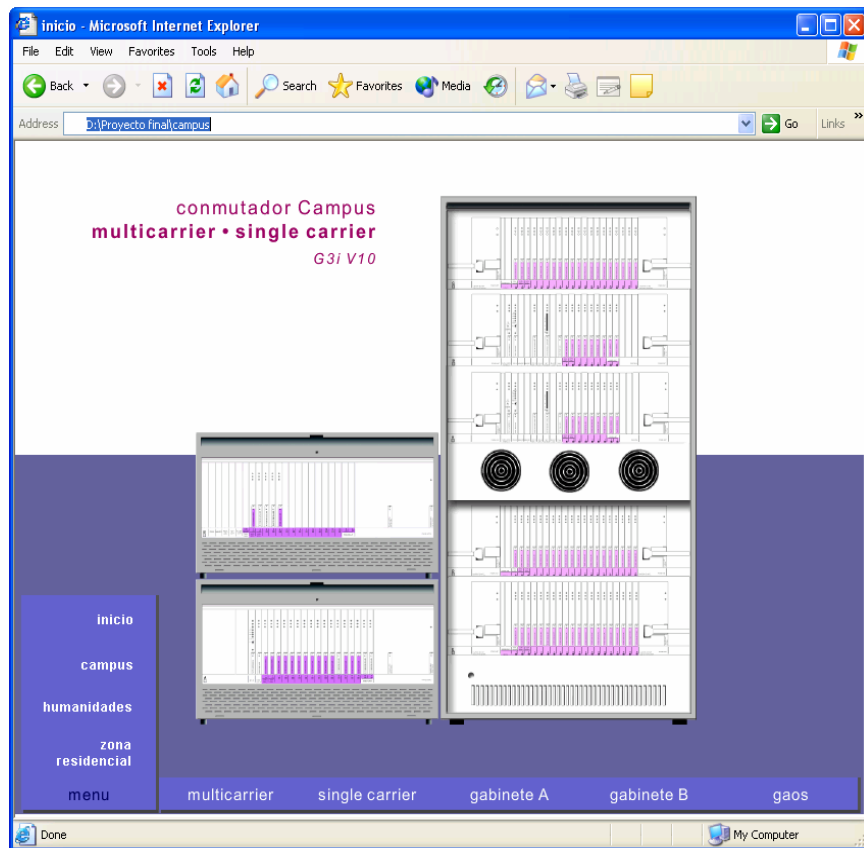 inicio - Microsoft Internet Explorer
File Edit View Favorites Tools Help
Back Search Favorites Media
Address D:\Proyecto final\campus Go Links »
conmutador Campus
multicarrier • single carrier
G3i V10
inicio
campus
humanidades
zona
residencial
menu multicarrier single carrier gabinete A gabinete B gaos
Done My Computer